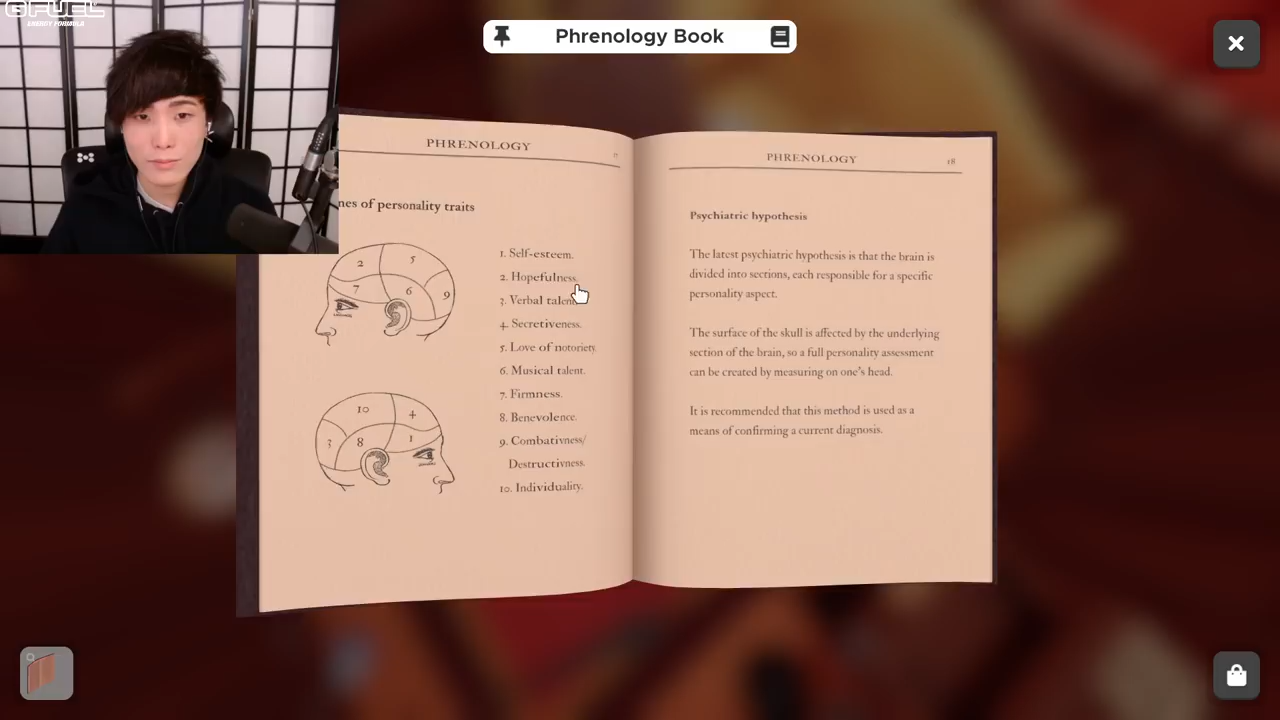 GFUEL
ENERGY FORMULA
Phrenology Book
PHRENOLOGY
nes of personality traits
2 5
7 6 9
10 4
3 8 1
1. Self-esteem.
2. Hopefulness.
3. Verbal talent.
4. Secretiveness.
5. Love of notoriety.
6. Musical talent.
7. Firmness.
8. Benevolence.
9. Combativness/
Destructivness.
10. Individuality.
PHRENOLOGY 18
Psychiatric hypothesis
The latest psychiatric hypothesis is that the brain is
divided into sections, each responsible for a specific
personality aspect.
The surface of the skull is affected by the underlying
section of the brain, so a full personality assessment
can be created by measuring on one's head.
It is recommended that this method is used as a
means of confirming a current diagnosis.